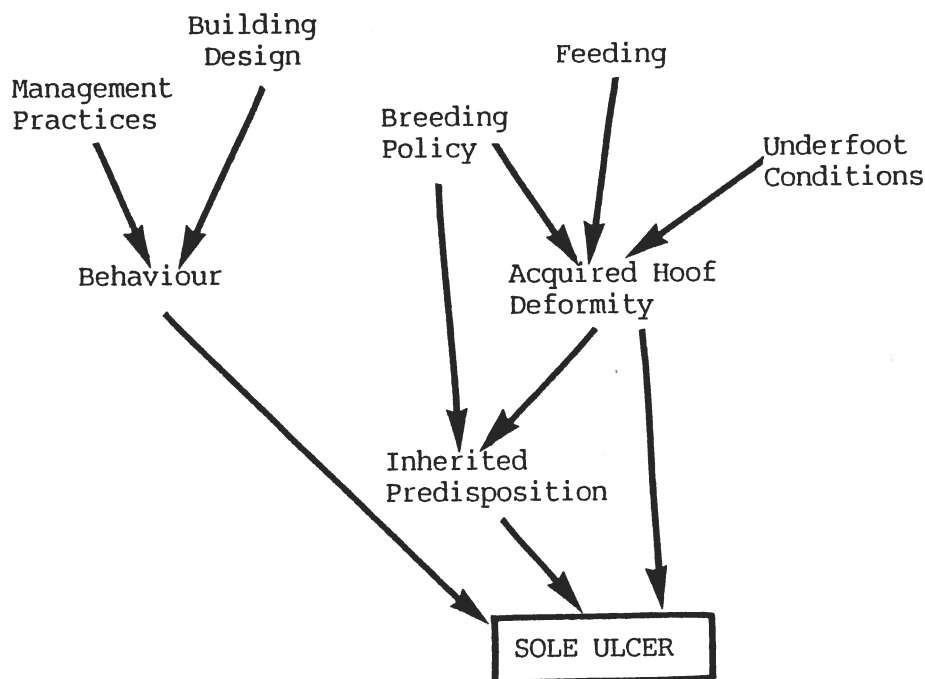 Building
Design
Feeding
Management
Practices
Breeding
Policy
Underfoot
Conditions
Behaviour
Acquired Hoof
Deformity
Inherited
Predisposition
SOLE ULCER